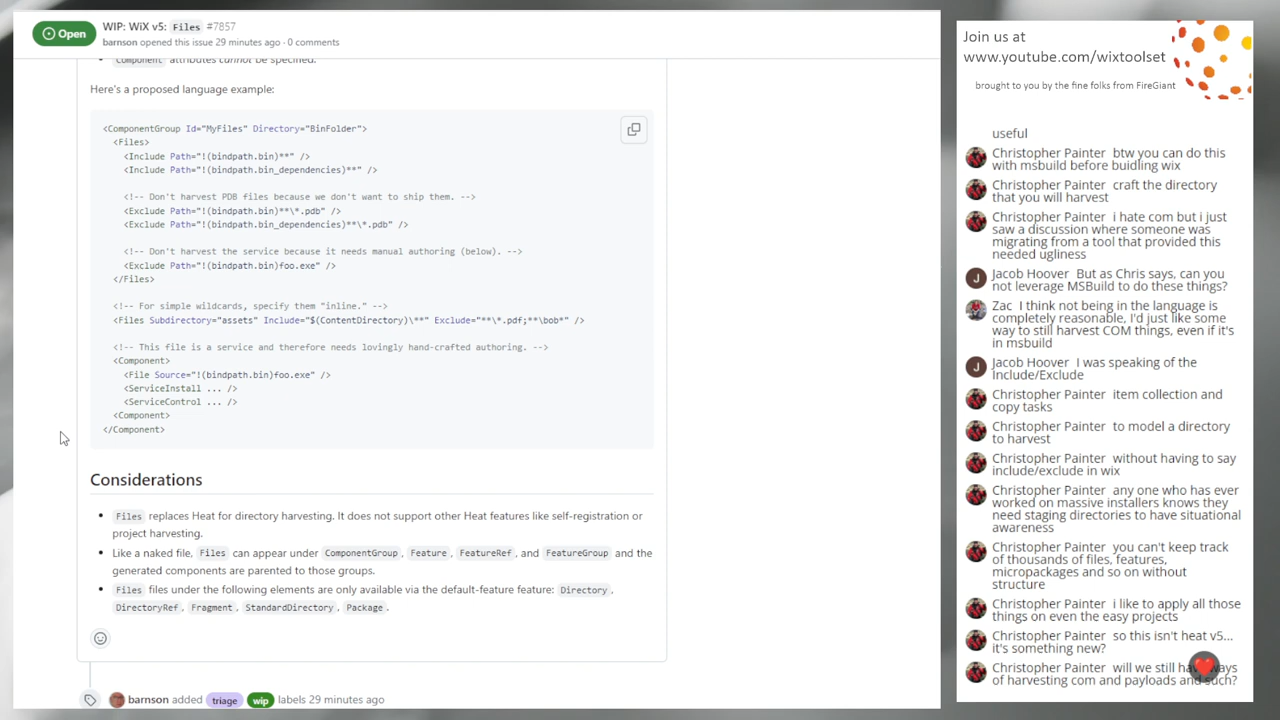 Open
WIP: WiX v5: Files #7857
barnson opened this issue 29 minutes ago · 0 comments
Component attributes cannot be specified.
Here's a proposed language example:
<ComponentGroup Id="MyFiles" Directory="BinFolder">
<Files>
<Include Path="!(bindpath.bin)**" />
<Include Path="!(bindpath.bin_dependencies)**" />
<!-- Don't harvest PDB files because we don't want to ship them. -->
<Exclude Path="!(bindpath.bin)**\*.pdb" />
<Exclude Path="!(bindpath.bin_dependencies)**\*.pdb" />
<!-- Don't harvest the service because it needs manual authoring (below). -->
<Exclude Path="!(bindpath.bin)foo.exe" />
</Files>
<!-- For simple wildcards, specify them "inline." -->
<Files Subdirectory="assets" Include="$(ContentDirectory)\**" Exclude="**\*.pdf;**\bob*" />
<!-- This file is a service and therefore needs lovingly hand-crafted authoring. -->
<Component>
<File Source="!(bindpath.bin)foo.exe" />
<ServiceInstall ... />
<ServiceControl ... />
<Component>
</Component>
Considerations
Files replaces Heat for directory harvesting. It does not support other Heat features like self-registration or
project harvesting.
Like a naked file, Files can appear under ComponentGroup, Feature, FeatureRef, and FeatureGroup and the
generated components are parented to those groups.
Files files under the following elements are only available via the default-feature feature: Directory,
DirectoryRef, Fragment, StandardDirectory, Package.
barnson added triage wip labels 29 minutes ago
Join us at
www.youtube.com/wixtoolset
brought to you by the fine folks from FireGiant
useful
Christopher Painter btw you can do this
with msbuild before buidling wix
Christopher Painter craft the directory
that you will harvest
Christopher Painter i hate com but i just
saw a discussion where someone was
migrating from a tool that provided this
needed ugliness
J
Jacob Hoover But as Chris says, can you
not leverage MSBuild to do these things?
Zac I think not being in the language is
completely reasonable, I'd just like some
way to still harvest COM things, even if it's
in msbuild
J
Jacob Hoover I was speaking of the
Include/Exclude
Christopher Painter item collection and
copy tasks
Christopher Painter to model a directory
to harvest
Christopher Painter without having to say
include/exclude in wix
Christopher Painter any one who has ever
worked on massive installers knows they
need staging directories to have situational
awareness
Christopher Painter you can't keep track
of thousands of files, features,
micropackages and so on without
structure
Christopher Painter i like to apply all those
things on even the easy projects
Christopher Painter so this isn't heat v5...
it's something new?
Christopher Painter will we still have ways
of harvesting com and payloads and such?